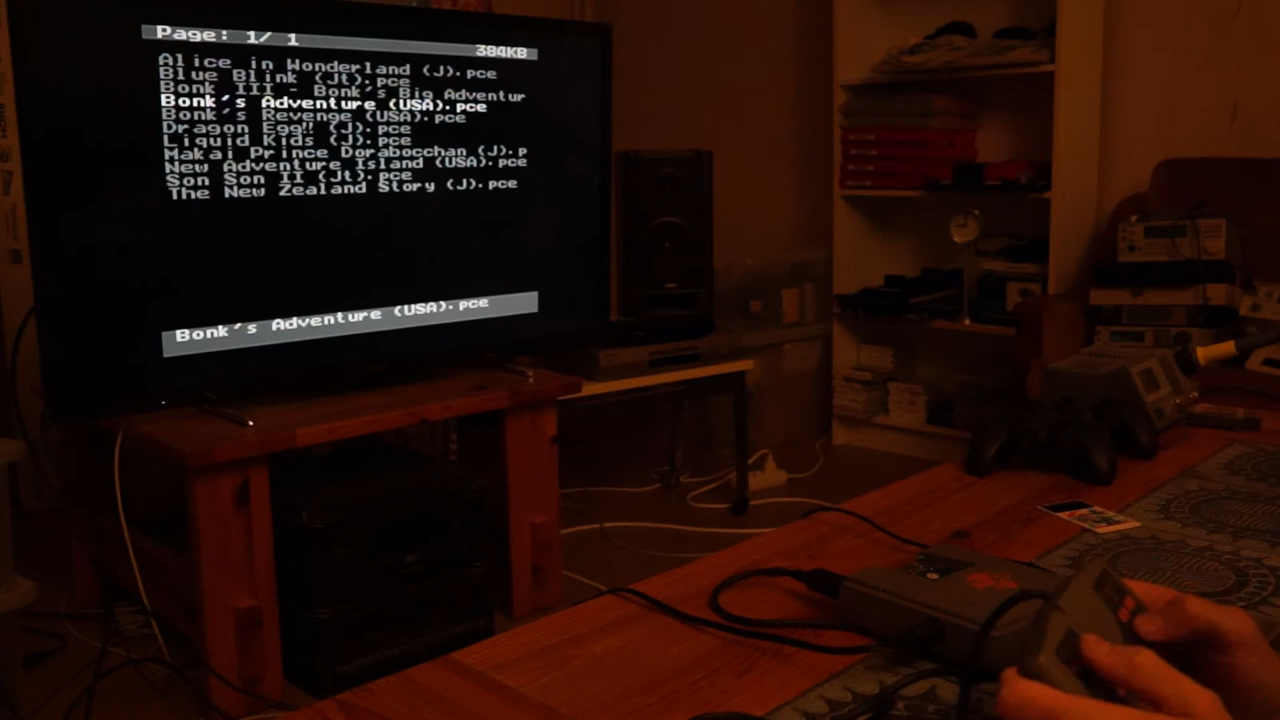 Page: 1/ 1
384KB
Alice in Wonderland (J).pce
Blue Blink (Jt).pce
Bonk III - Bonk's Big Adventur
Bonk's Adventure (USA).pce
Bonk's Revenge (USA).pce
Dragon Egg!! (J).pce
Liquid Kids (J).pce
Makai Prince Dorabocchan (J).p
New Adventure Island (USA).pce
Son Son II (Jt).pce
The New Zealand Story (J).pce
Bonk's Adventure (USA).pce